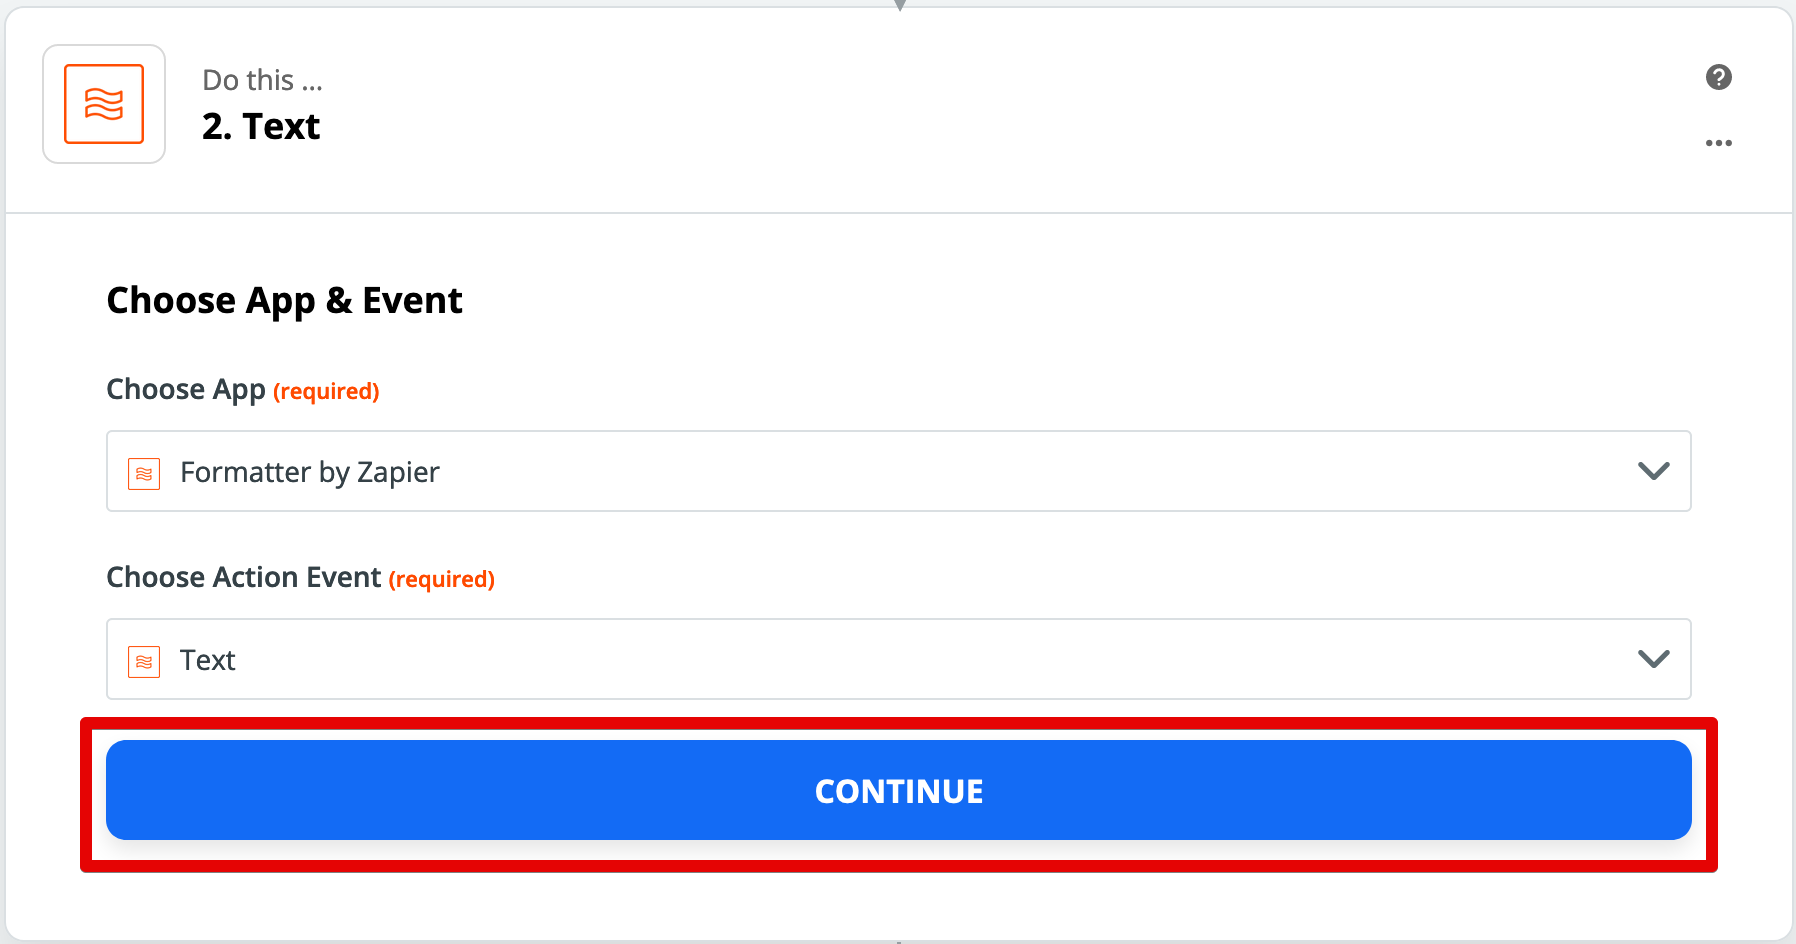 Do this ...
2. Text
Choose App & Event
Choose App (required)
Formatter by Zapier
Choose Action Event (required)
Text
CONTINUE